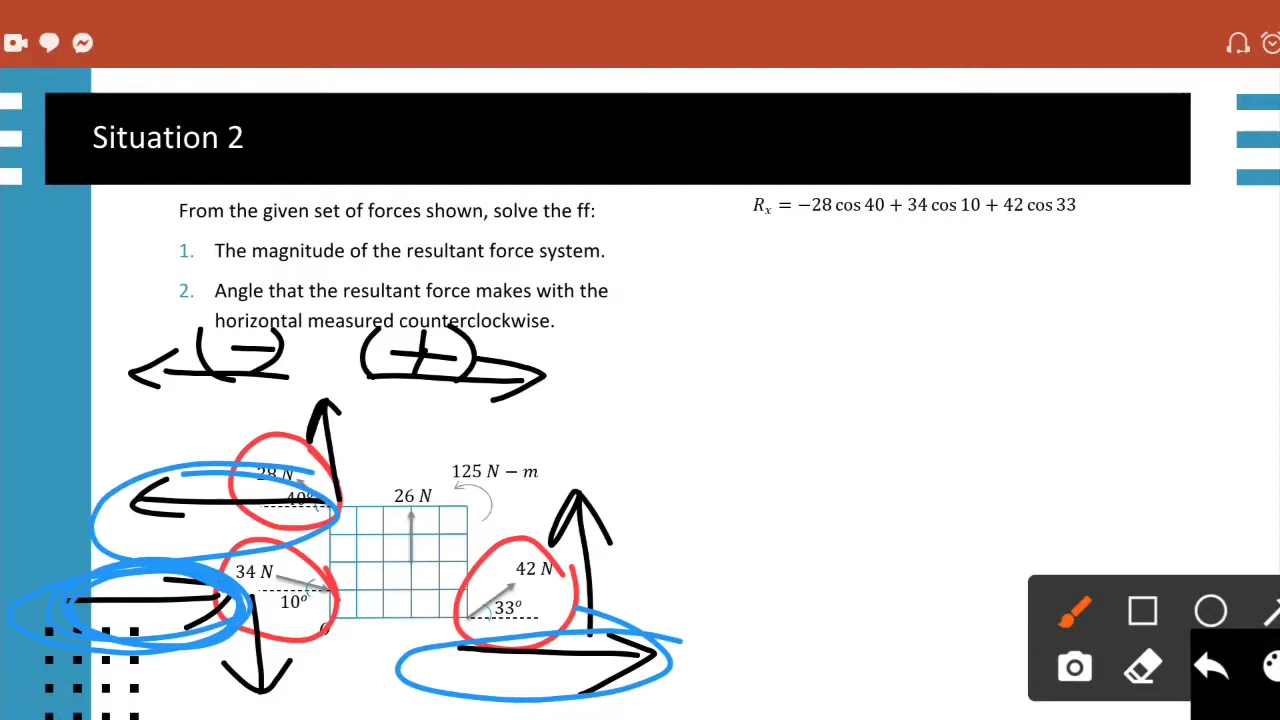 Situation 2
From the given set of forces shown, solve the ff:
1. The magnitude of the resultant force system.
2. Angle that the resultant force makes with the
horizontal measured counterclockwise.
R_x = −28 cos 40 + 34 cos 10 + 42 cos 33
(−) (+)
28 N
40°
125 N − m
26 N
34 N
10°
42 N
33°
O